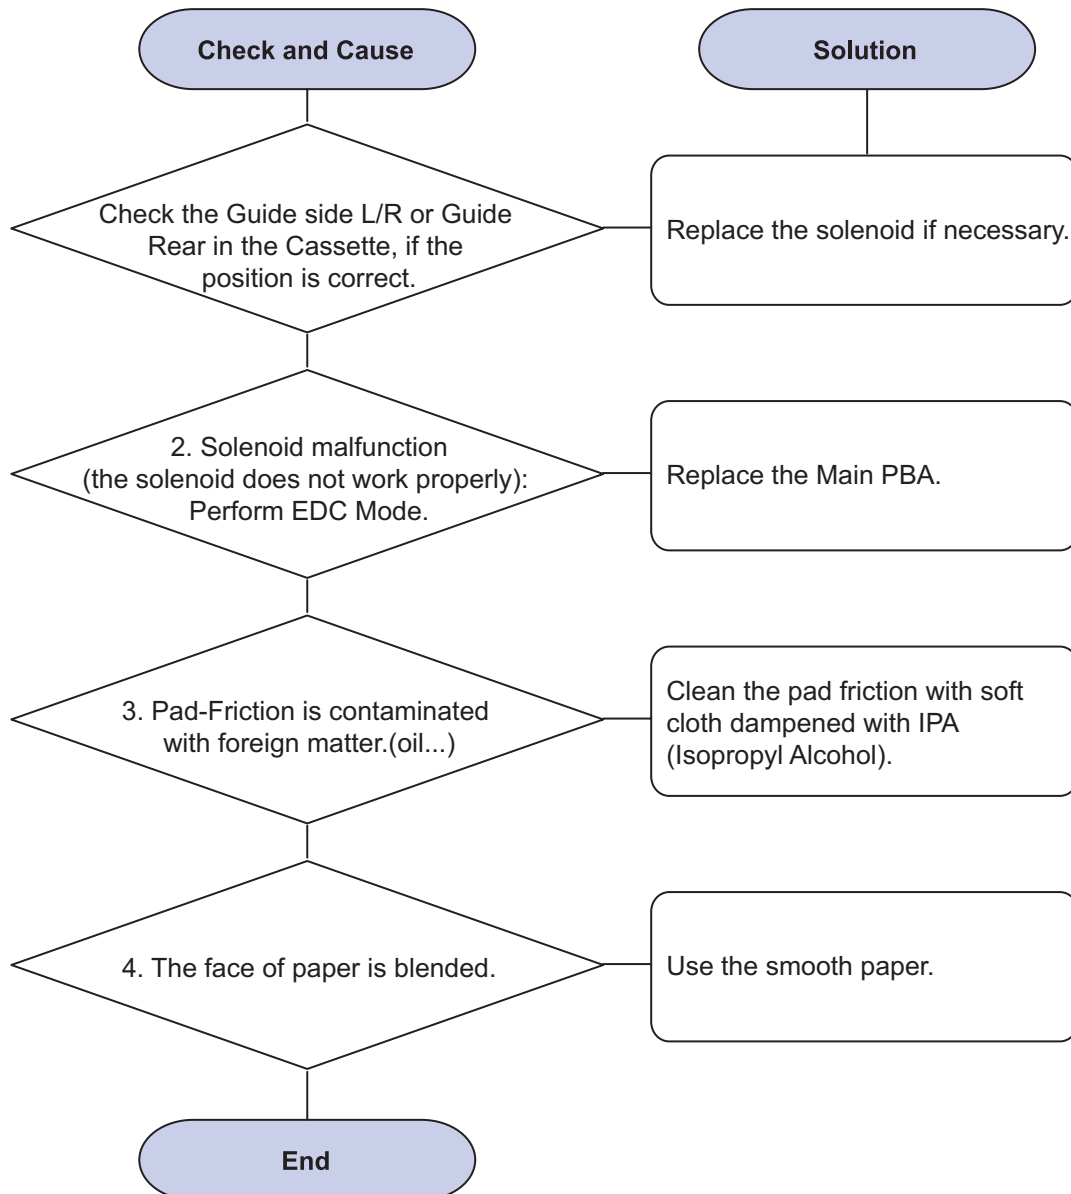 Check and Cause
Solution
Check the Guide side L/R or Guide
Rear in the Cassette, if the
position is correct.
Replace the solenoid if necessary.
2. Solenoid malfunction
(the solenoid does not work properly):
Perform EDC Mode.
Replace the Main PBA.
3. Pad-Friction is contaminated
with foreign matter.(oil...)
Clean the pad friction with soft
cloth dampened with IPA
(Isopropyl Alcohol).
4. The face of paper is blended.
Use the smooth paper.
End